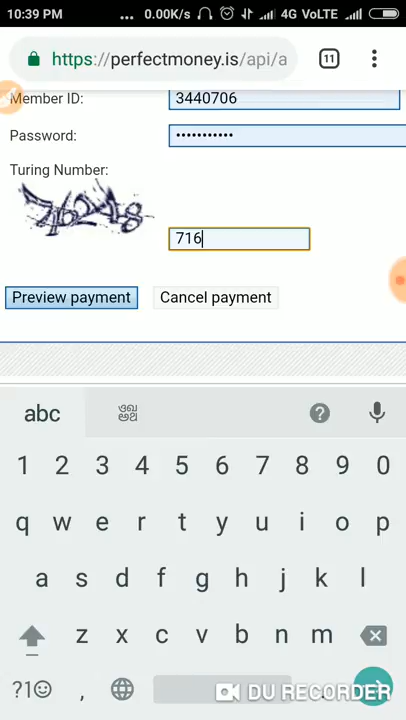 10:39 PM ... 0.00K/s 4G VoLTE
https://perfectmoney.is/api/a
11
Member ID: 3440706
Password: •••••••••••
Turing Number:
716
Preview payment Cancel payment
abc
1 2 3 4 5 6 7 8 9 0
q w e r t y u i o p
a s d f g h j k l
z x c v b n m
?1 , .
DU RECORDER